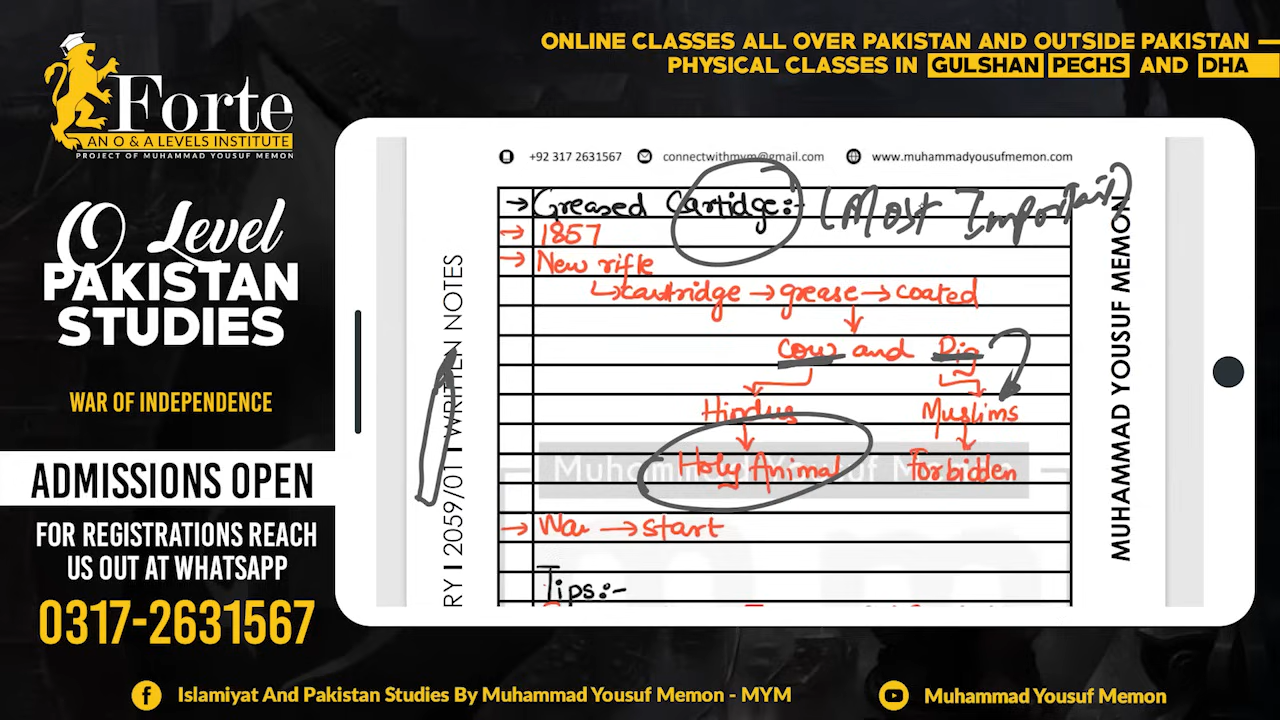 Forte
AN O & A LEVELS INSTITUTE
PROJECT OF MUHAMMAD YOUSUF MEMON
ONLINE CLASSES ALL OVER PAKISTAN AND OUTSIDE PAKISTAN
PHYSICAL CLASSES IN GULSHAN PECHS AND DHA
O Level
PAKISTAN
STUDIES
WAR OF INDEPENDENCE
ADMISSIONS OPEN
FOR REGISTRATIONS REACH
US OUT AT WHATSAPP
0317-2631567
+92 317 2631567 connectwithmym@gmail.com www.muhammadyousufmemon.com
→ Greased Cartidge:- (Most Important)
→ 1857
→ New rifle
↳ cartridge → grease → coated
Cow and Pig
Hindus Muslims
Holy Animal Forbidden
Muhammad Yousuf Memon
→ War → start
Tips:-
RY I 2059/01 I WRITTEN NOTES
MUHAMMAD YOUSUF MEMON
Islamiyat And Pakistan Studies By Muhammad Yousuf Memon - MYM
Muhammad Yousuf Memon